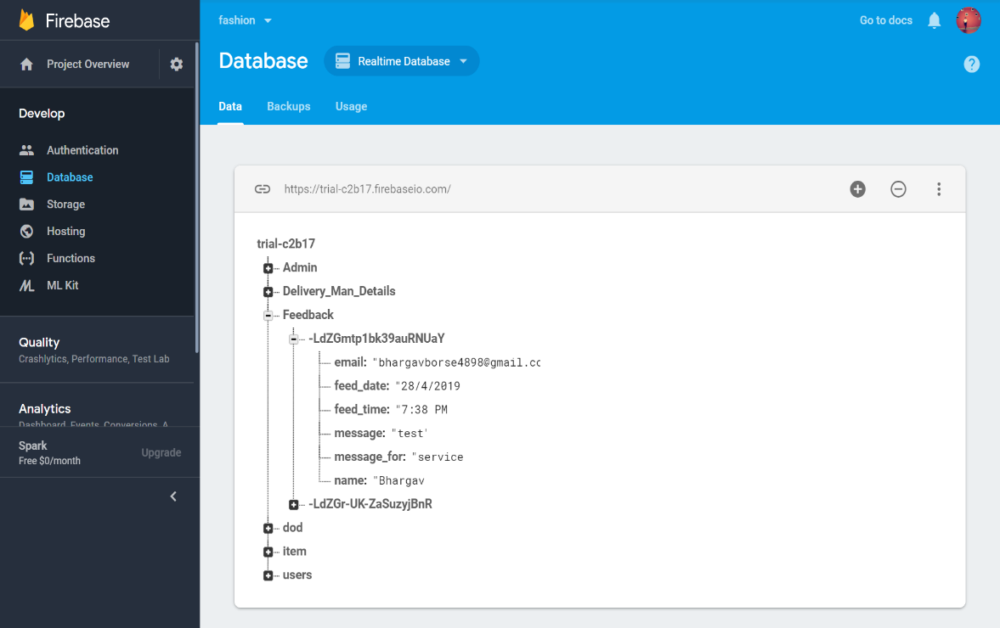 Firebase
Project Overview
Develop
Authentication
Database
Storage
Hosting
Functions
ML Kit
Quality
Crashlytics, Performance, Test Lab
Analytics
Dashboard, Events, Conversions, A
Spark
Free $0/month
Upgrade
fashion
Go to docs
Database
Realtime Database
Data
Backups
Usage
https://trial-c2b17.firebaseio.com/
trial-c2b17
Admin
Delivery_Man_Details
Feedback
-LdZGmtp1bk39auRNUaY
email: "bhargavborse4898@gmail.cc
feed_date: "28/4/2019
feed_time: "7:38 PM
message: "test'
message_for: "service
name: "Bhargav
-LdZGr-UK-ZaSuzyjBnR
dod
item
users